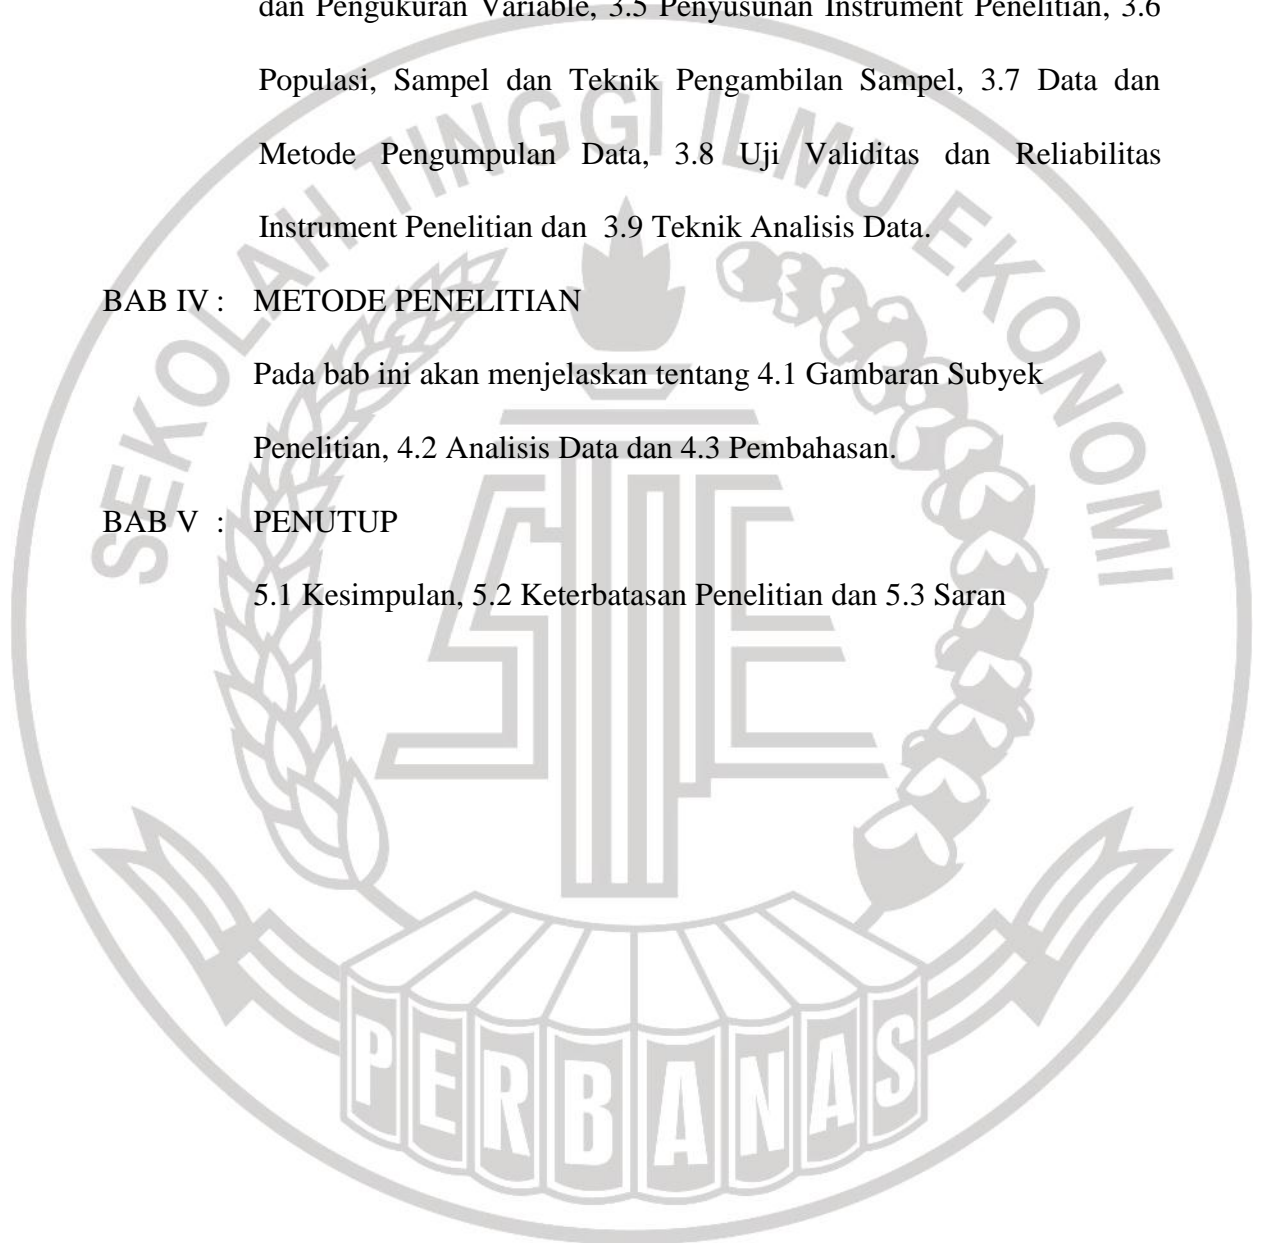 dan Pengukuran Variable, 3.5 Penyusunan Instrument Penelitian, 3.6
Populasi, Sampel dan Teknik Pengambilan Sampel, 3.7 Data dan
Metode Pengumpulan Data, 3.8 Uji Validitas dan Reliabilitas
Instrument Penelitian dan 3.9 Teknik Analisis Data.
BAB IV : METODE PENELITIAN
Pada bab ini akan menjelaskan tentang 4.1 Gambaran Subyek
Penelitian, 4.2 Analisis Data dan 4.3 Pembahasan.
BAB V : PENUTUP
5.1 Kesimpulan, 5.2 Keterbatasan Penelitian dan 5.3 Saran
SEKOLAH TINGGI ILMU EKONOMI
STIE
PERBANAS